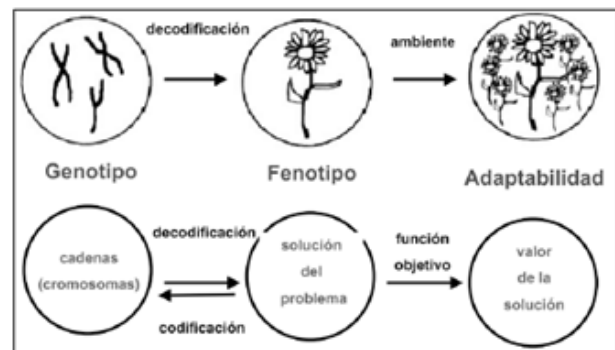 decodificación
ambiente
Genotipo
Fenotipo
Adaptabilidad
decodificación
función
objetivo
cadenas
(cromosomas)
solución
del
problema
valor
de la
solución
codificación